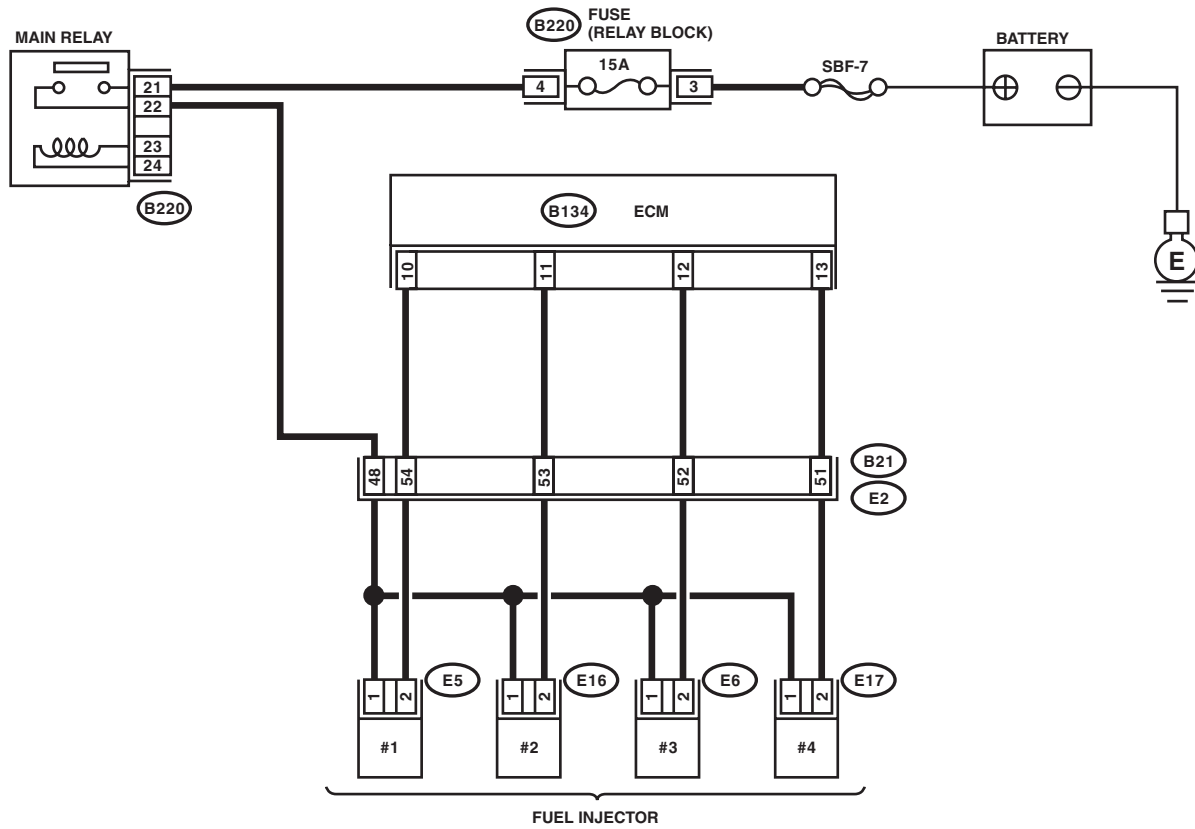 B220
FUSE
(RELAY BLOCK)
MAIN RELAY
BATTERY
15A
SBF-7
21
22
23
24
4
3
B220
B134
ECM
E
10
11
12
13
48
54
53
52
51
B21
E2
1
2
E5
1
2
E16
1
2
E6
1
2
E17
#1
#2
#3
#4
FUEL INJECTOR